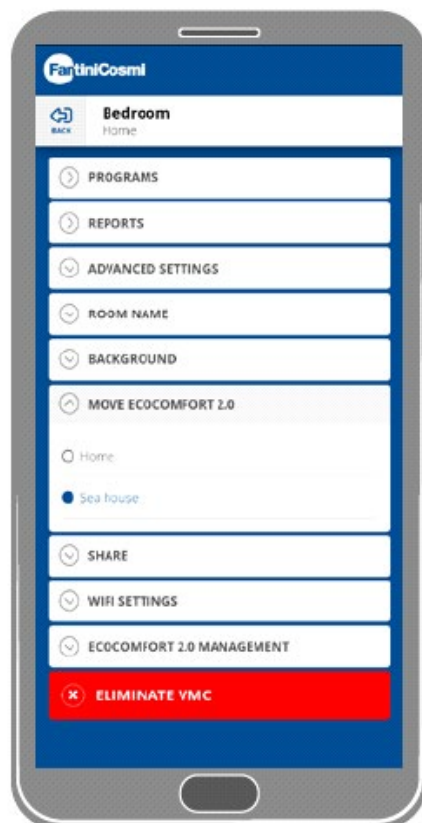 FantiniCosmi
BACK
Bedroom
Home
PROGRAMS
REPORTS
ADVANCED SETTINGS
ROOM NAME
BACKGROUND
MOVE ECOCOMFORT 2.0
Home
Sea house
SHARE
WIFI SETTINGS
ECOCOMFORT 2.0 MANAGEMENT
ELIMINATE VMC